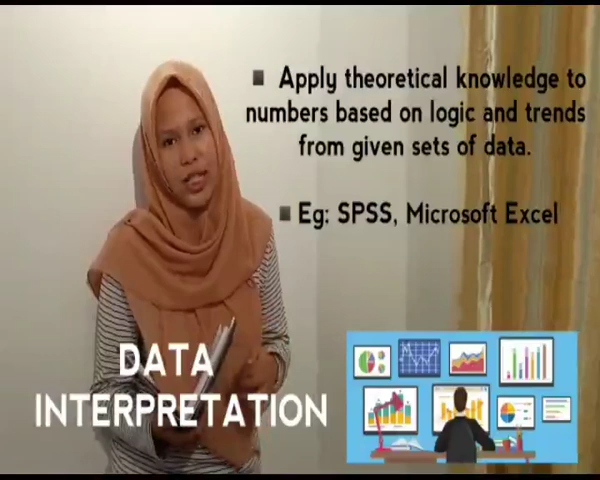 ▪ Apply theoretical knowledge to
numbers based on logic and trends
from given sets of data.
▪ Eg: SPSS, Microsoft Excel
DATA
INTERPRETATION